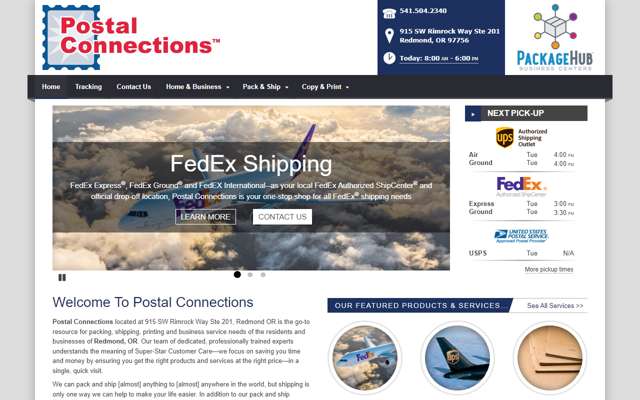 Postal
Connections™
541.504.2340
915 SW Rimrock Way Ste 201
Redmond, OR 97756
Today: 8:00 AM - 6:00 PM
PACKAGEHUB
BUSINESS CENTERS
Home Tracking Contact Us Home & Business Pack & Ship Copy & Print
FedEx Shipping
FedEx Express®, FedEx Ground® and FedEX International–as your local FedEx Authorized ShipCenter® and
official drop-off location, Postal Connections is your one-stop shop for all FedEx® shipping needs
LEARN MORE CONTACT US
NEXT PICK-UP
ups Authorized
Shipping
Outlet
Air Tue 4:00 PM
Ground Tue 4:00 PM
FedEx®
Authorized ShipCenter
Express Tue 3:00 PM
Ground Tue 3:30 PM
UNITED STATES
POSTAL SERVICE
Approved Postal Provider
USPS Tue N/A
More pickup times
Welcome To Postal Connections
Postal Connections located at 915 SW Rimrock Way Ste 201, Redmond OR is the go-to
resource for packing, shipping, printing and business service needs of the residents and
businesses of Redmond, OR. Our team of dedicated, professionally trained experts
understands the meaning of Super-Star Customer Care—we focus on saving you time
and money by ensuring you get the right products and services at the right price—in a
single, quick visit.
We can pack and ship [almost] anything to [almost] anywhere in the world, but shipping is
only one way we can help to make your life easier. In addition to our pack and ship
OUR FEATURED PRODUCTS & SERVICES...
See All Services >>
FedEx
ups